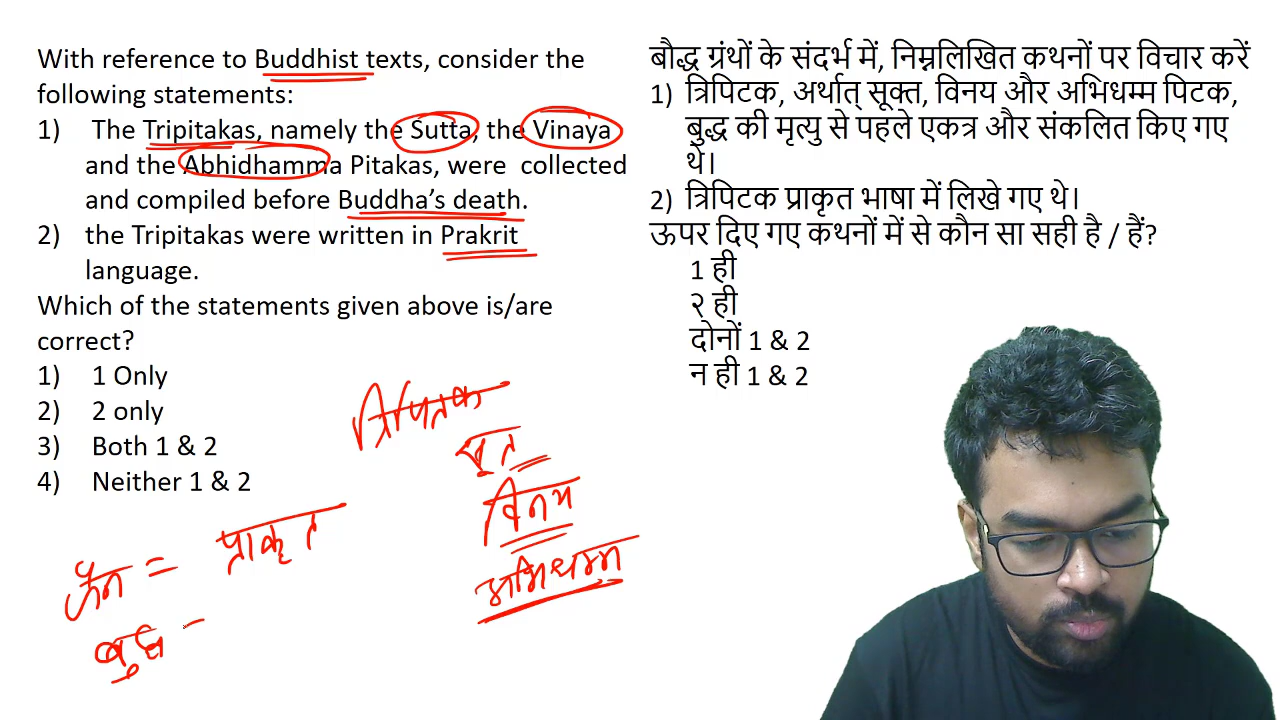 With reference to Buddhist texts, consider the
following statements:
1) The Tripitakas, namely the Sutta, the Vinaya
and the Abhidhamma Pitakas, were collected
and compiled before Buddha’s death.
2) the Tripitakas were written in Prakrit
language.
Which of the statements given above is/are
correct?
1) 1 Only
2) 2 only
3) Both 1 & 2
4) Neither 1 & 2
बौद्ध ग्रंथों के संदर्भ में, निम्नलिखित कथनों पर विचार करें
1) त्रिपिटक, अर्थात् सूक्त, विनय और अभिधम्म पिटक,
बुद्ध की मृत्यु से पहले एकत्र और संकलित किए गए
थे।
2) त्रिपिटक प्राकृत भाषा में लिखे गए थे।
ऊपर दिए गए कथनों में से कौन सा सही है / हैं?
1 ही
२ ही
दोनों 1 & 2
न ही 1 & 2
त्रिपितक
सूत
विनय
अभिधम्म
जैन = प्राकृत
बुद्ध =